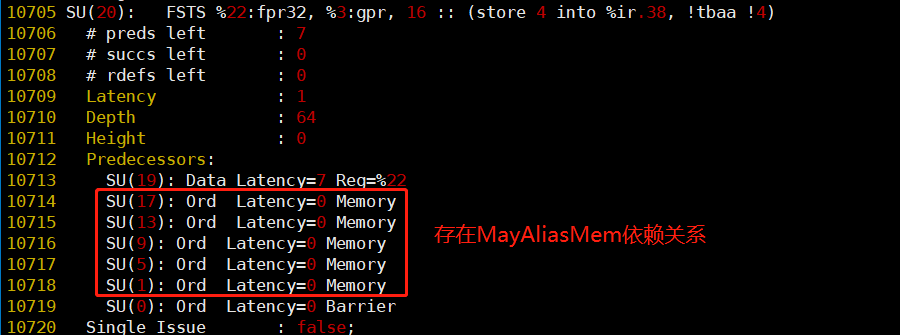 10705 SU(20):   FSTS %22:fpr32, %3:gpr, 16 :: (store 4 into %ir.38, !tbaa !4)
10706   # preds left       : 7
10707   # succs left       : 0
10708   # rdefs left       : 0
10709   Latency            : 1
10710   Depth              : 64
10711   Height             : 0
10712   Predecessors:
10713     SU(19): Data Latency=7 Reg=%22
10714     SU(17): Ord  Latency=0 Memory
10715     SU(13): Ord  Latency=0 Memory
10716     SU(9): Ord  Latency=0 Memory
存在MayAliasMem依赖关系
10717     SU(5): Ord  Latency=0 Memory
10718     SU(1): Ord  Latency=0 Memory
10719     SU(0): Ord  Latency=0 Barrier
10720   Single Issue       : false;